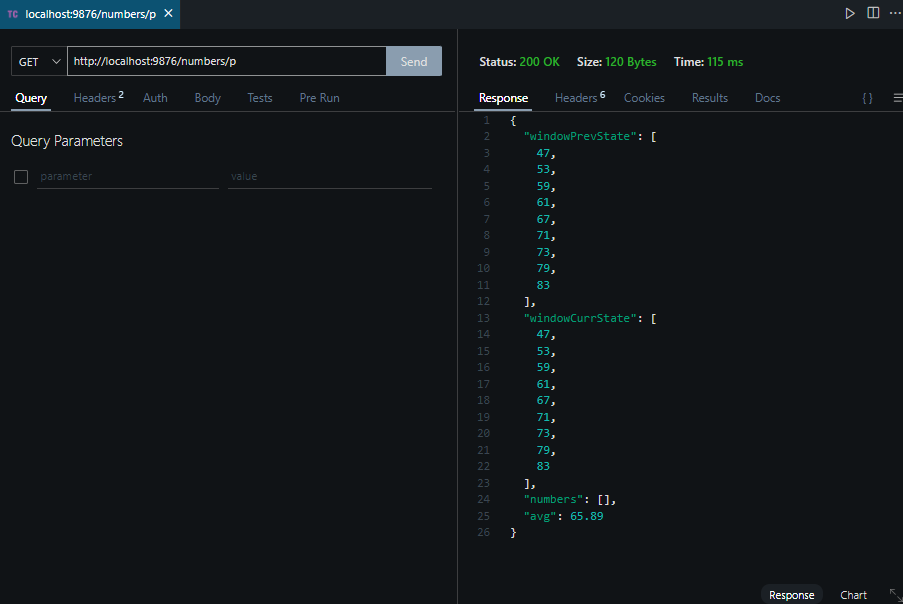 TC localhost:9876/numbers/p ✕
GET http://localhost:9876/numbers/p Send
Query Headers 2 Auth Body Tests Pre Run
Query Parameters
parameter value
Status: 200 OK Size: 120 Bytes Time: 115 ms
Response Headers 6 Cookies Results Docs { }
1 {
2 "windowPrevState": [
3 47,
4 53,
5 59,
6 61,
7 67,
8 71,
9 73,
10 79,
11 83
12 ],
13 "windowCurrState": [
14 47,
15 53,
16 59,
17 61,
18 67,
19 71,
20 73,
21 79,
22 83
23 ],
24 "numbers": [],
25 "avg": 65.89
26 }
Response Chart